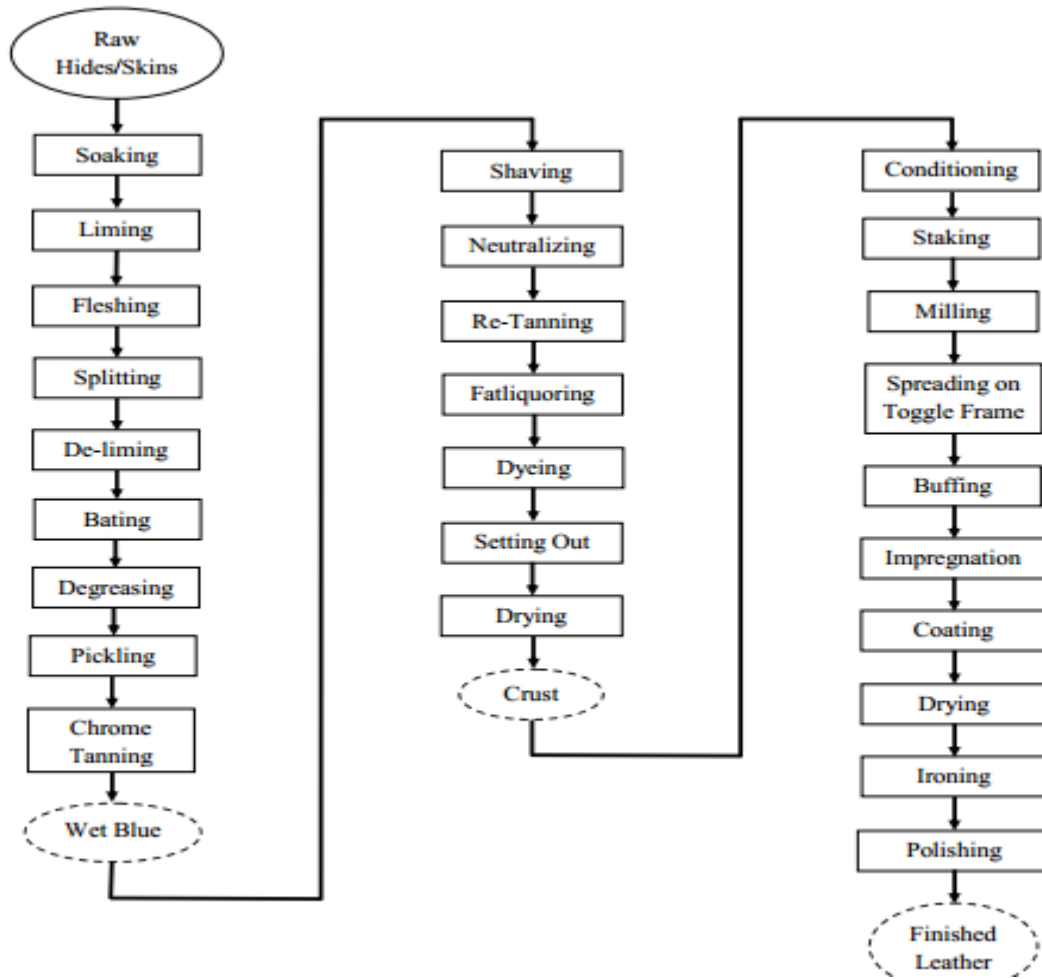 Raw
Hides/Skins
Soaking
Liming
Fleshing
Splitting
De-liming
Bating
Degreasing
Pickling
Chrome
Tanning
Wet Blue
Shaving
Neutralizing
Re-Tanning
Fatliquoring
Dyeing
Setting Out
Drying
Crust
Conditioning
Staking
Milling
Spreading on
Toggle Frame
Buffing
Impregnation
Coating
Drying
Ironing
Polishing
Finished
Leather